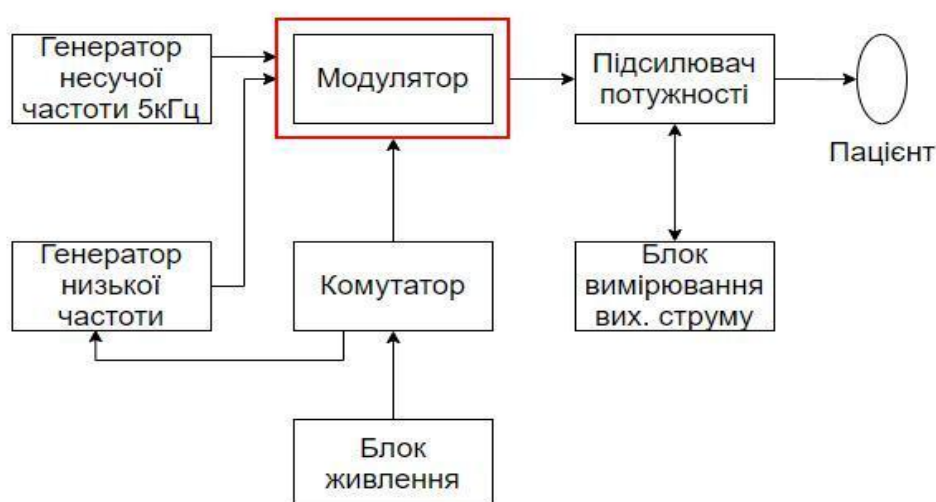 Генератор
несучої
частоти 5кГц
Модулятор
Підсилювач
потужності
Пацієнт
Генератор
низької
частоти
Комутатор
Блок
вимірювання
вих. струму
Блок
живлення